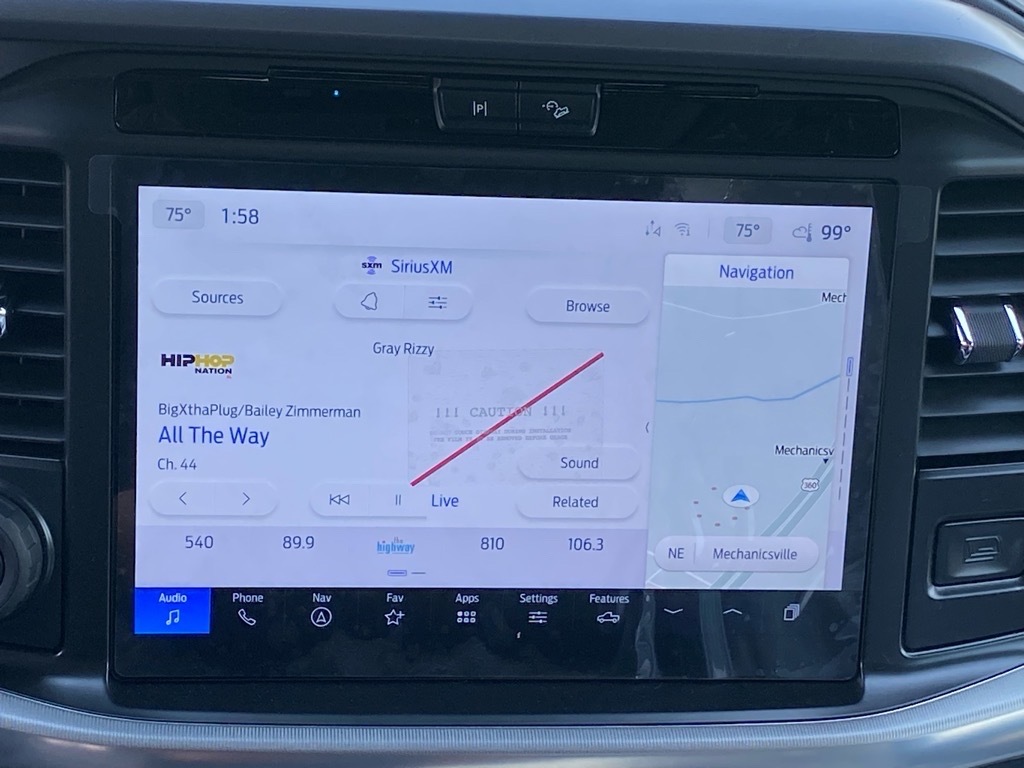 |P|
75°
1:58
75°
99°
sxm SiriusXM
Navigation
Sources
Browse
Mech
Gray Rizzy
HIPHOP
NATION
BigXthaPlug/Bailey Zimmerman
!!! CAUTION !!!
All The Way
Mechanicsv
Ch. 44
Sound
360
Live
Related
540
89.9
the
highway
810
106.3
NE
Mechanicsville
Audio
Phone
Nav
Fav
Apps
Settings
Features